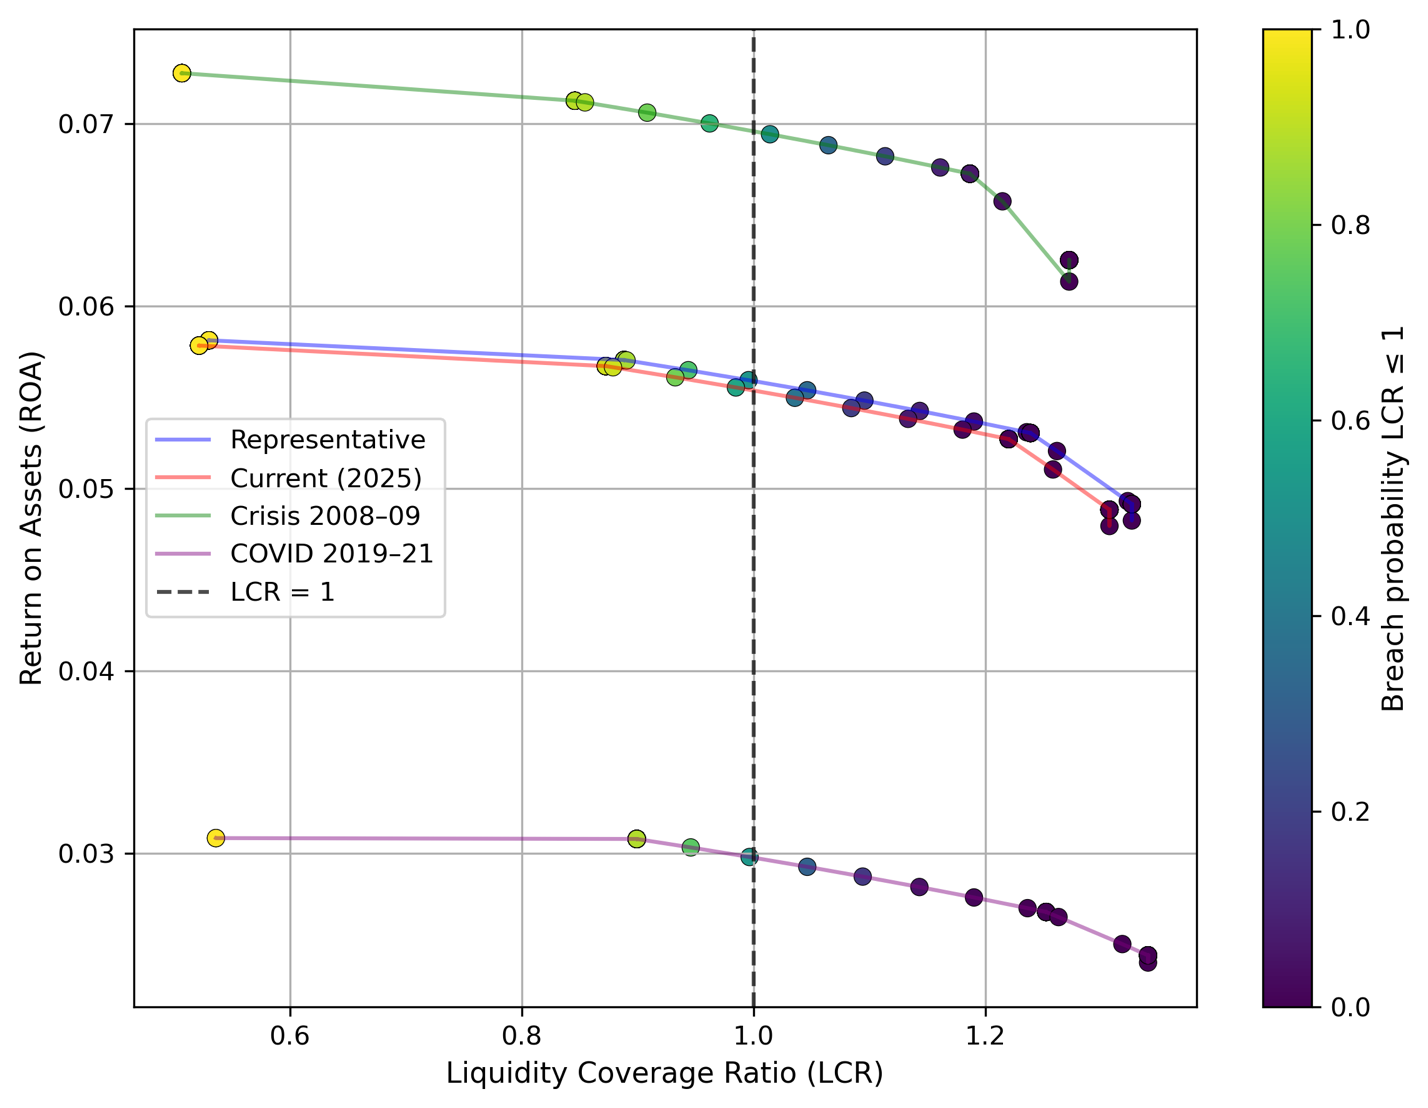 0.07
0.06
0.05
0.04
0.03
Return on Assets (ROA)
Representative
Current (2025)
Crisis 2008–09
COVID 2019–21
LCR = 1
0.6
0.8
1.0
1.2
Liquidity Coverage Ratio (LCR)
1.0
0.8
0.6
0.4
0.2
0.0
Breach probability LCR ≤ 1